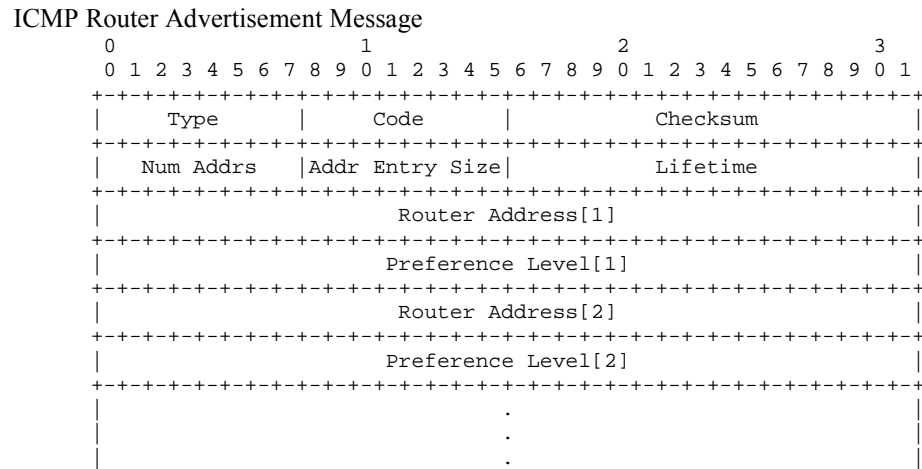 ICMP Router Advertisement Message
 0                   1                   2                   3
 0 1 2 3 4 5 6 7 8 9 0 1 2 3 4 5 6 7 8 9 0 1 2 3 4 5 6 7 8 9 0 1
+-+-+-+-+-+-+-+-+-+-+-+-+-+-+-+-+-+-+-+-+-+-+-+-+-+-+-+-+-+-+-+-+
|     Type      |     Code      |           Checksum            |
+-+-+-+-+-+-+-+-+-+-+-+-+-+-+-+-+-+-+-+-+-+-+-+-+-+-+-+-+-+-+-+-+
|   Num Addrs   |Addr Entry Size|           Lifetime            |
+-+-+-+-+-+-+-+-+-+-+-+-+-+-+-+-+-+-+-+-+-+-+-+-+-+-+-+-+-+-+-+-+
|                       Router Address[1]                       |
+-+-+-+-+-+-+-+-+-+-+-+-+-+-+-+-+-+-+-+-+-+-+-+-+-+-+-+-+-+-+-+-+
|                      Preference Level[1]                      |
+-+-+-+-+-+-+-+-+-+-+-+-+-+-+-+-+-+-+-+-+-+-+-+-+-+-+-+-+-+-+-+-+
|                       Router Address[2]                       |
+-+-+-+-+-+-+-+-+-+-+-+-+-+-+-+-+-+-+-+-+-+-+-+-+-+-+-+-+-+-+-+-+
|                      Preference Level[2]                      |
+-+-+-+-+-+-+-+-+-+-+-+-+-+-+-+-+-+-+-+-+-+-+-+-+-+-+-+-+-+-+-+-+
|                               .                               |
|                               .                               |
|                               .                               |